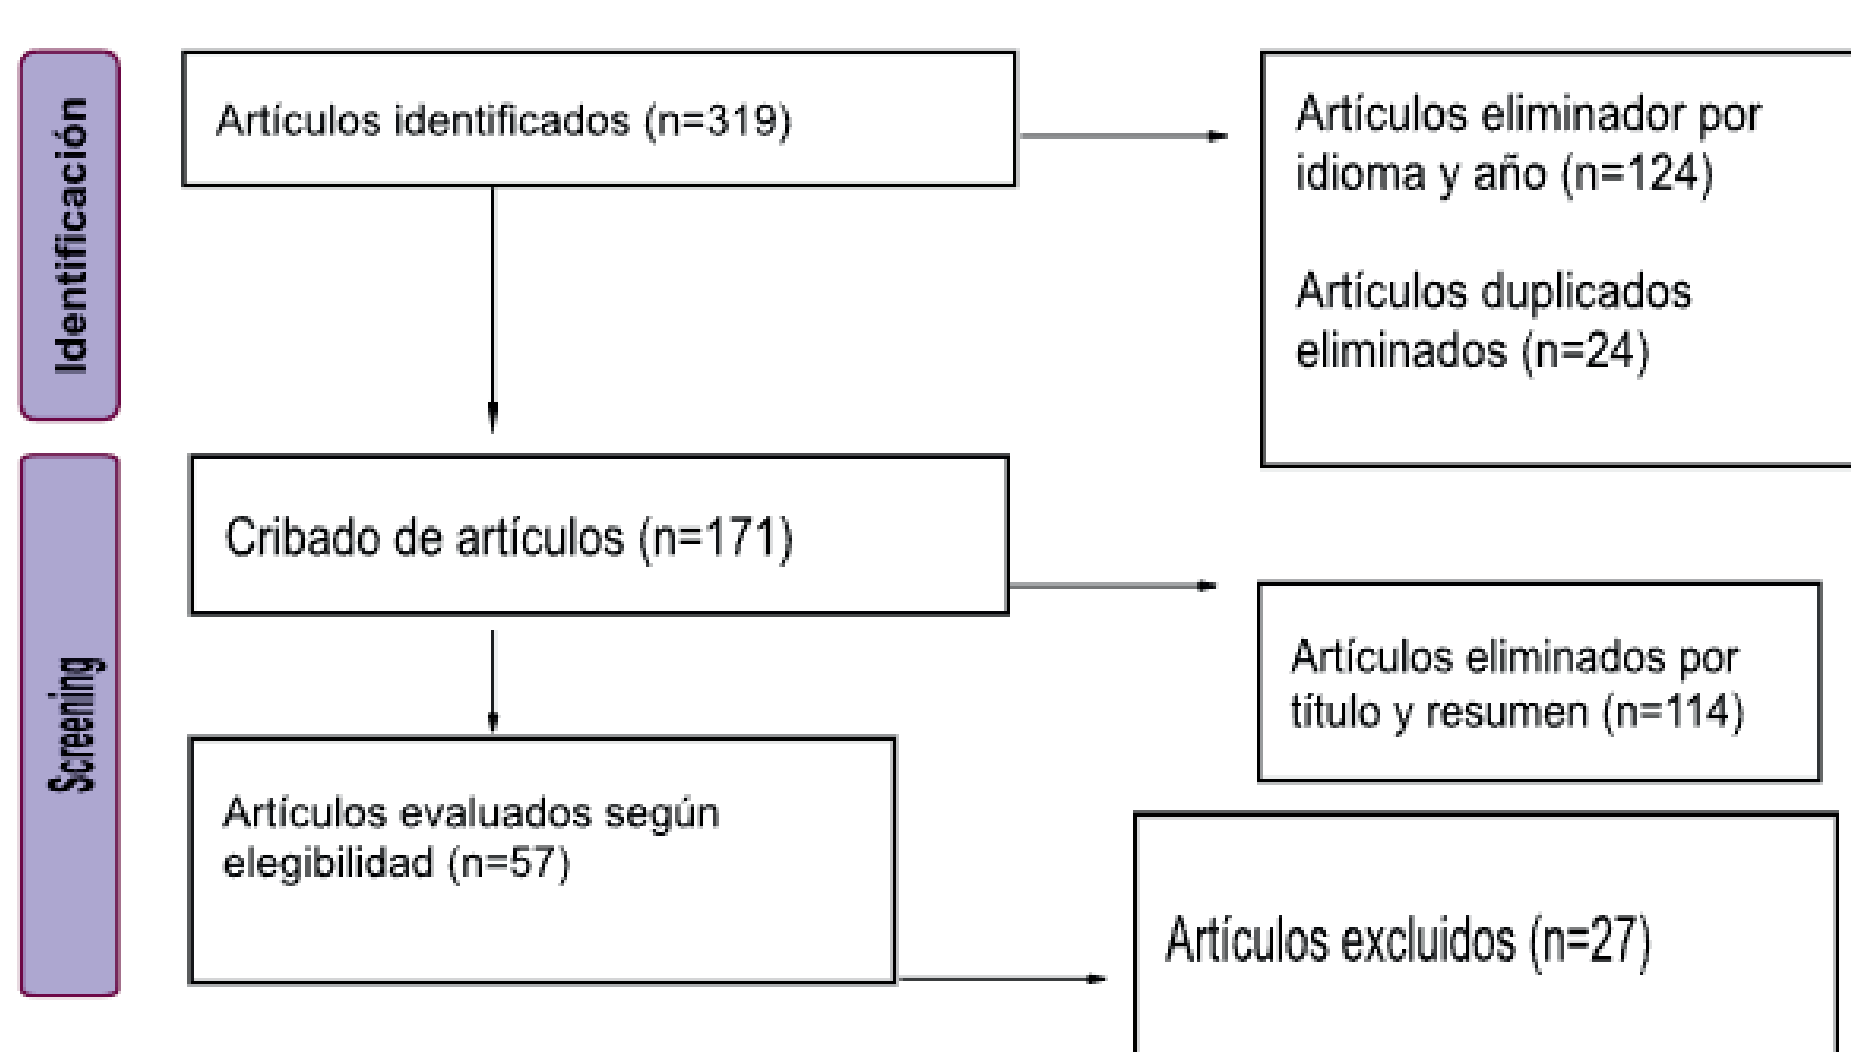 Identificación
Artículos identificados (n=319)
Artículos eliminador por
idioma y año (n=124)
Artículos duplicados
eliminados (n=24)
Screening
Cribado de artículos (n=171)
Artículos eliminados por
título y resumen (n=114)
Artículos evaluados según
elegibilidad (n=57)
Artículos excluidos (n=27)